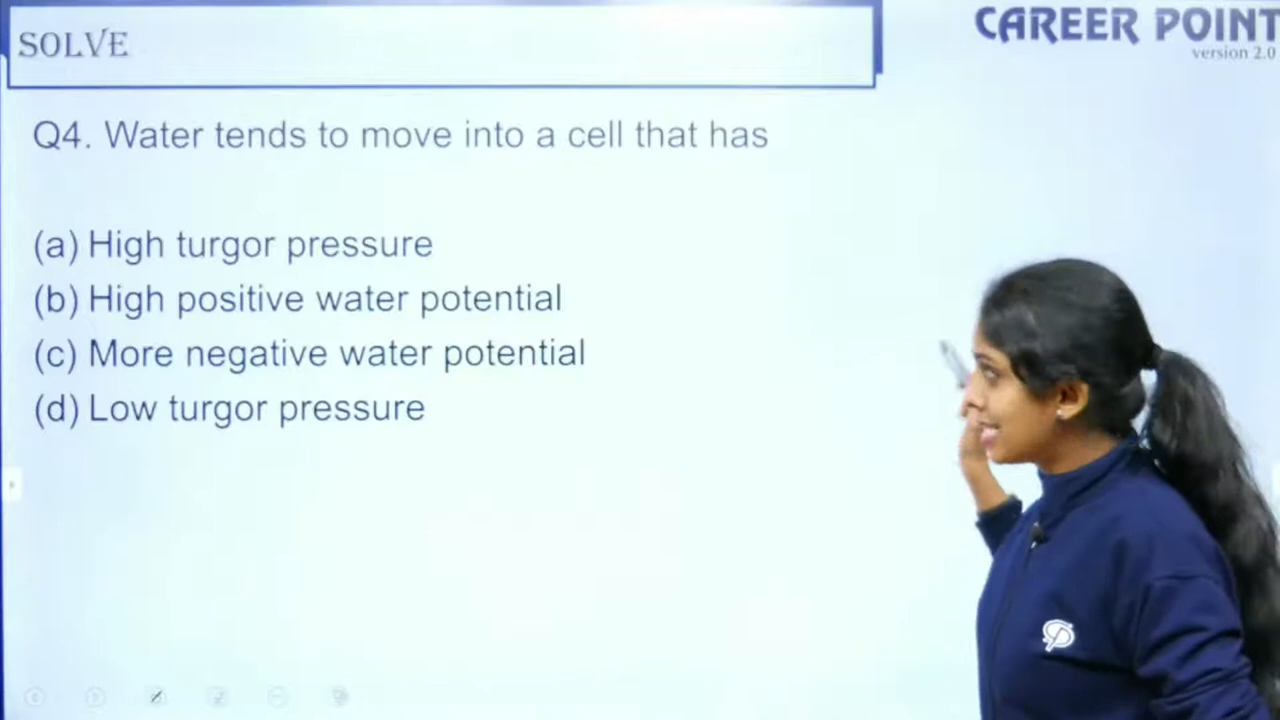 SOLVE
CAREER POINT
version 2.0
Q4. Water tends to move into a cell that has
(a) High turgor pressure
(b) High positive water potential
(c) More negative water potential
(d) Low turgor pressure